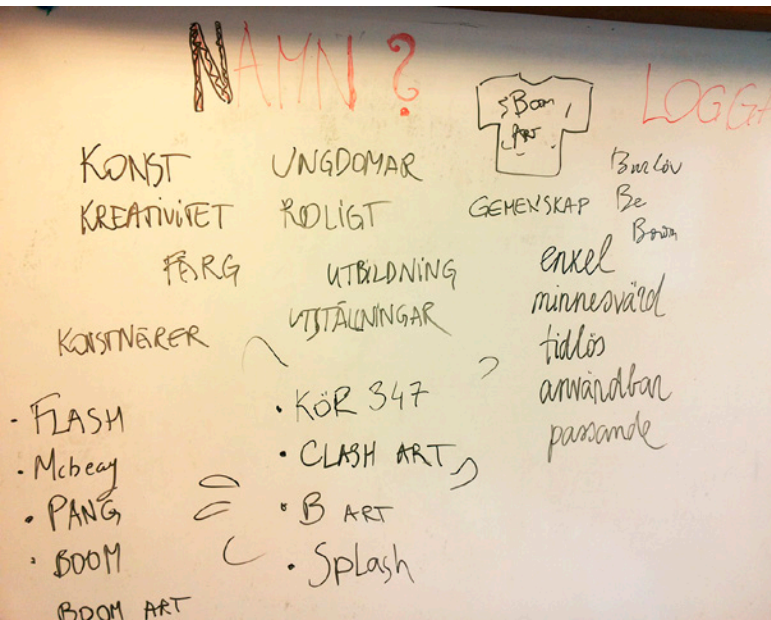 NAMN?
KONST
KREATIVITET
FÄRG
KONSTNÄRER
UNGDOMAR
ROLIGT
UTBILDNING
UTSTÄLLNINGAR
Boom
ART
GEMENSKAP
LOGGA
Burlöv
Be
Boom
enkel
minnesvärd
tidlös
användbar
passande
· FLASH
· Mcbeay
· PANG
· BOOM
BOOM ART
· KÖR 347
· CLASH ART
· B ART
· Splash